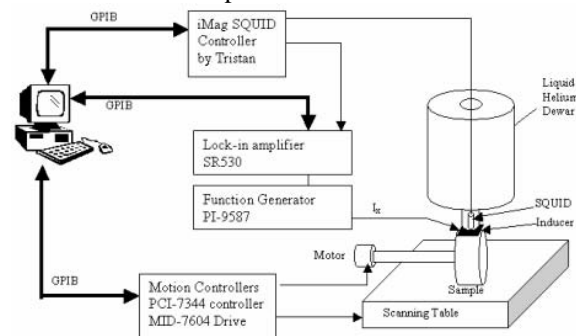 GPIB
iMag SQUID
Controller
by Tristan
GPIB
Liquid
Helium
Dewar
Lock-in amplifier
SR530
Function Generator
PI-9587
Ix
SQUID
Inducer
Motor
GPIB
Motion Controllers
PCI-7344 controller
MID-7604 Drive
Sample
Scanning Table